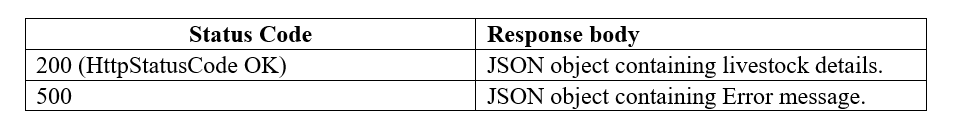 Status Code Response body
200 (HttpStatusCode OK) JSON object containing livestock details.
500 JSON object containing Error message.